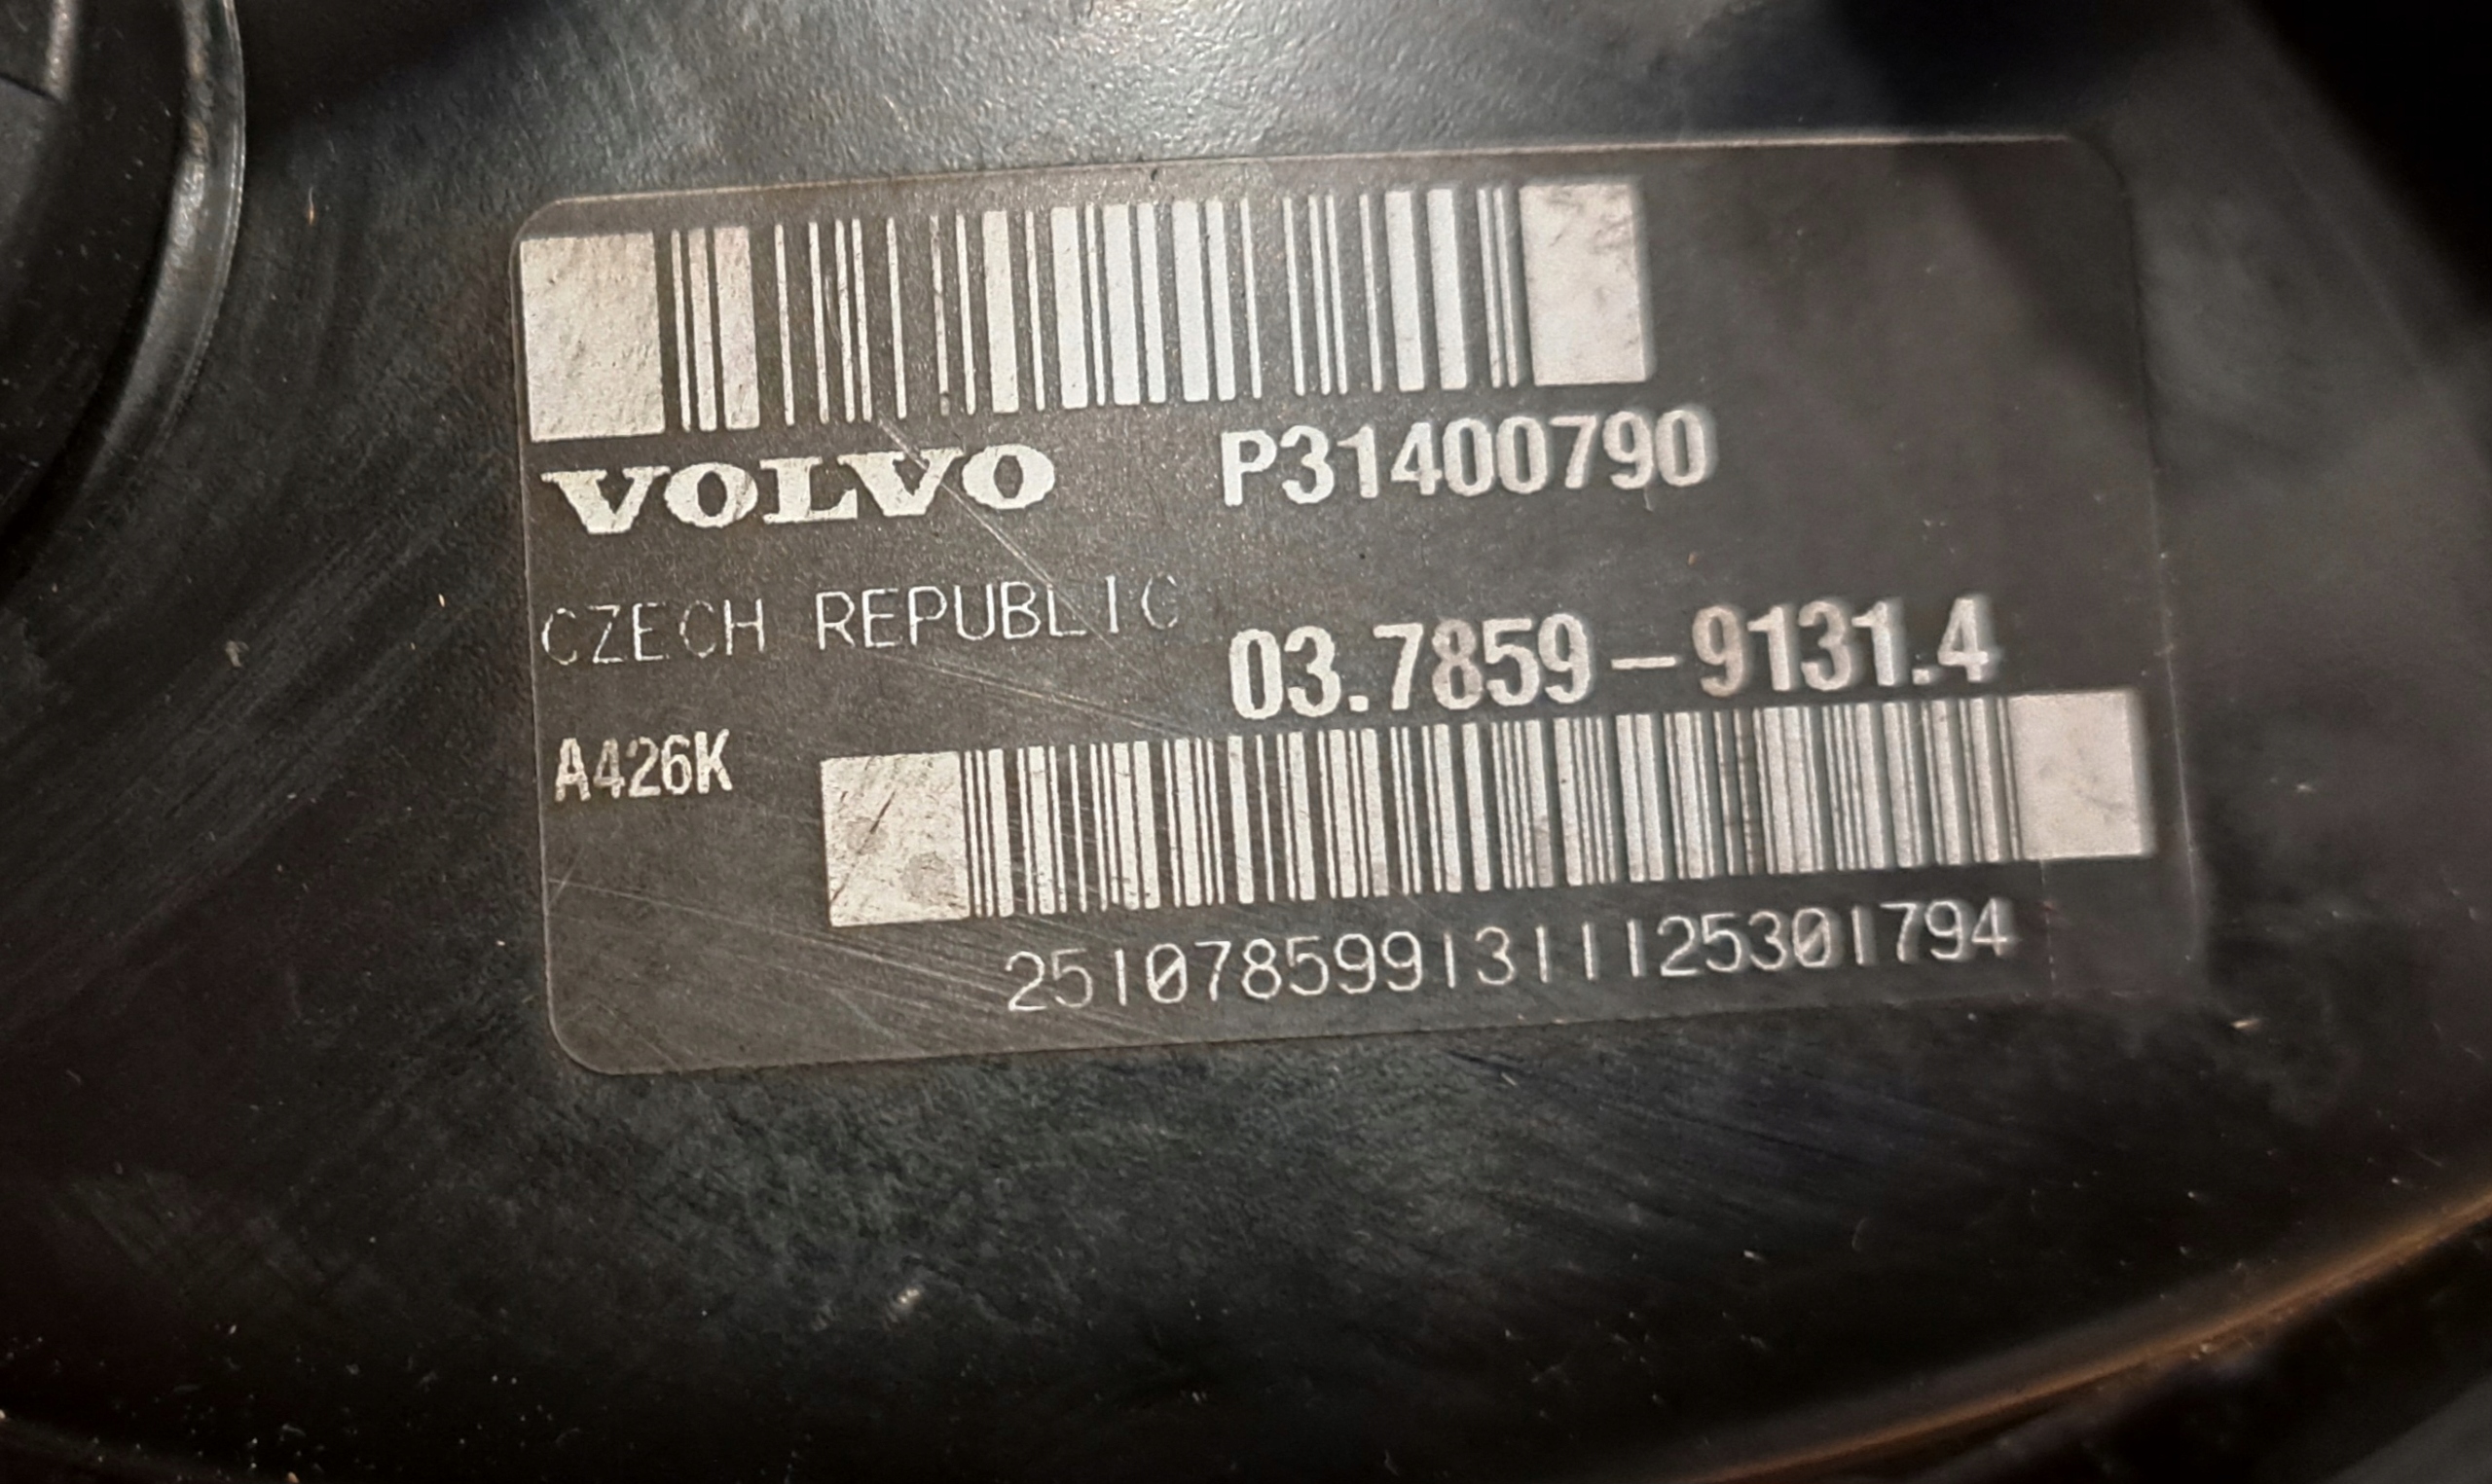 VOLVO P31400790
CZECH REPUBLIC
03.7859-9131.4
A426K
2510785991311125301794